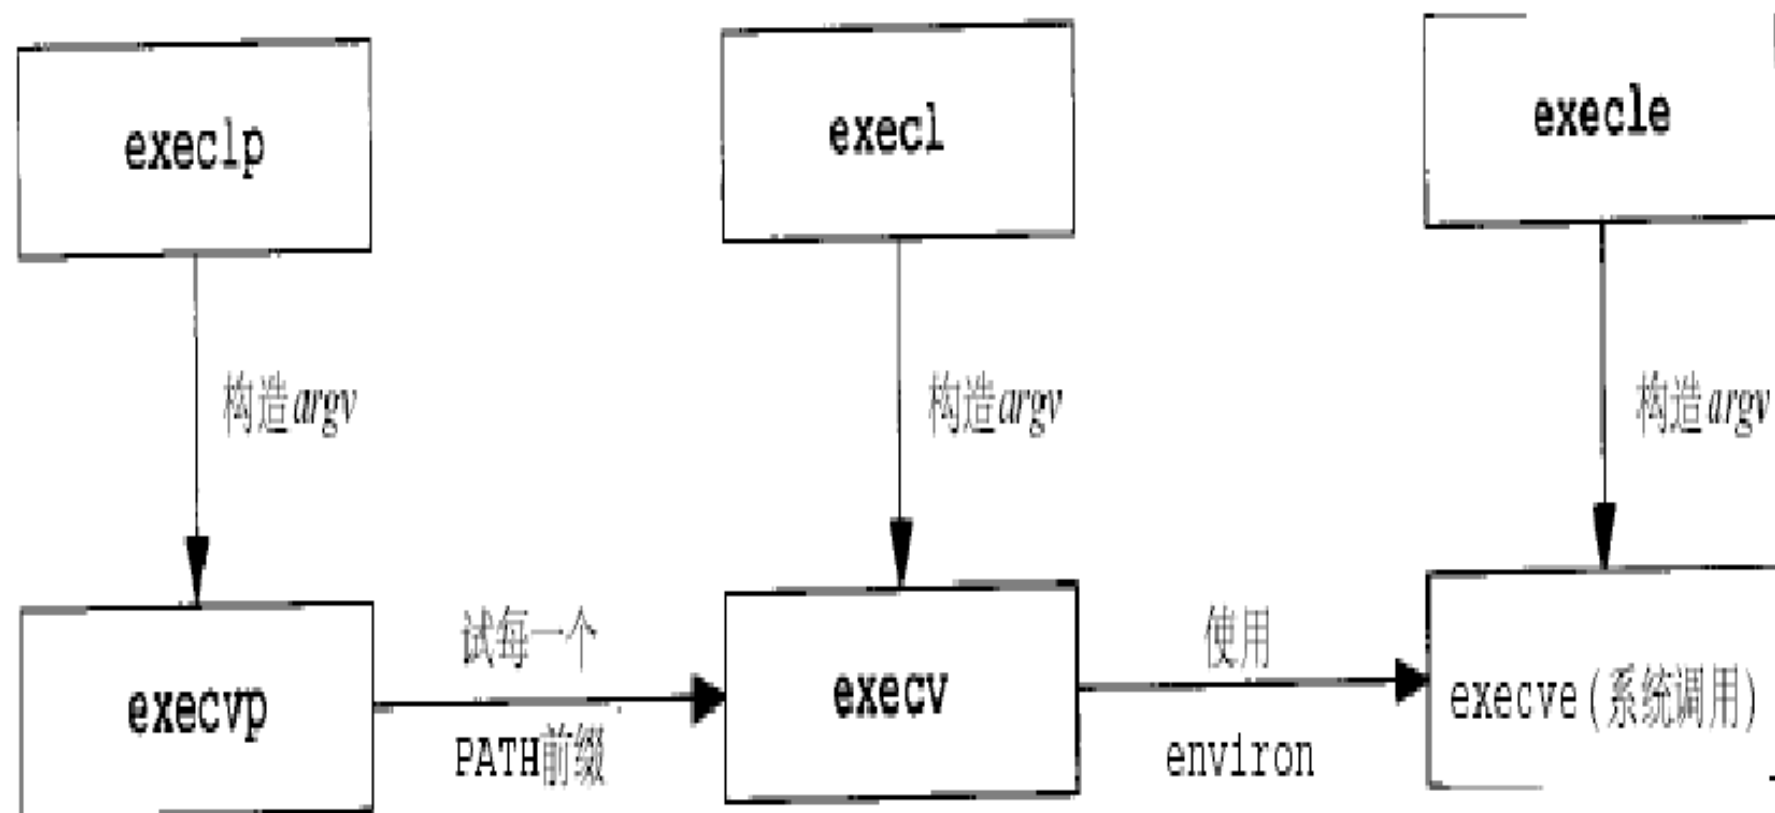 execlp
execl
execle
构造argv
构造argv
构造argv
execvp
试每一个
PATH前缀
execv
使用
environ
execve(系统调用)